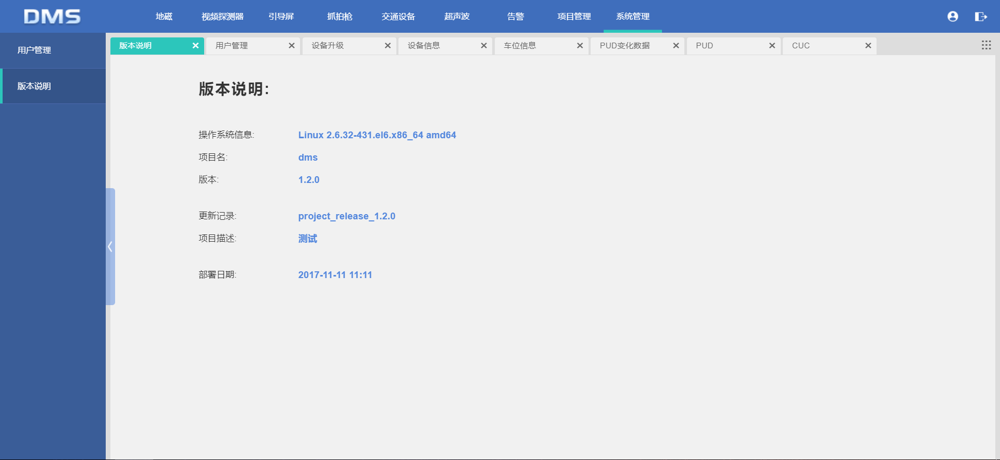 DMS
地磁 视频探测器 引导屏 抓拍枪 交通设备 超声波 告警 项目管理 系统管理
用户管理
版本说明
版本说明 用户管理 设备升级 设备信息 车位信息 PUD变化数据 PUD CUC
版本说明:
操作系统信息: Linux 2.6.32-431.el6.x86_64 amd64
项目名: dms
版本: 1.2.0
更新记录: project_release_1.2.0
项目描述: 测试
部署日期: 2017-11-11 11:11